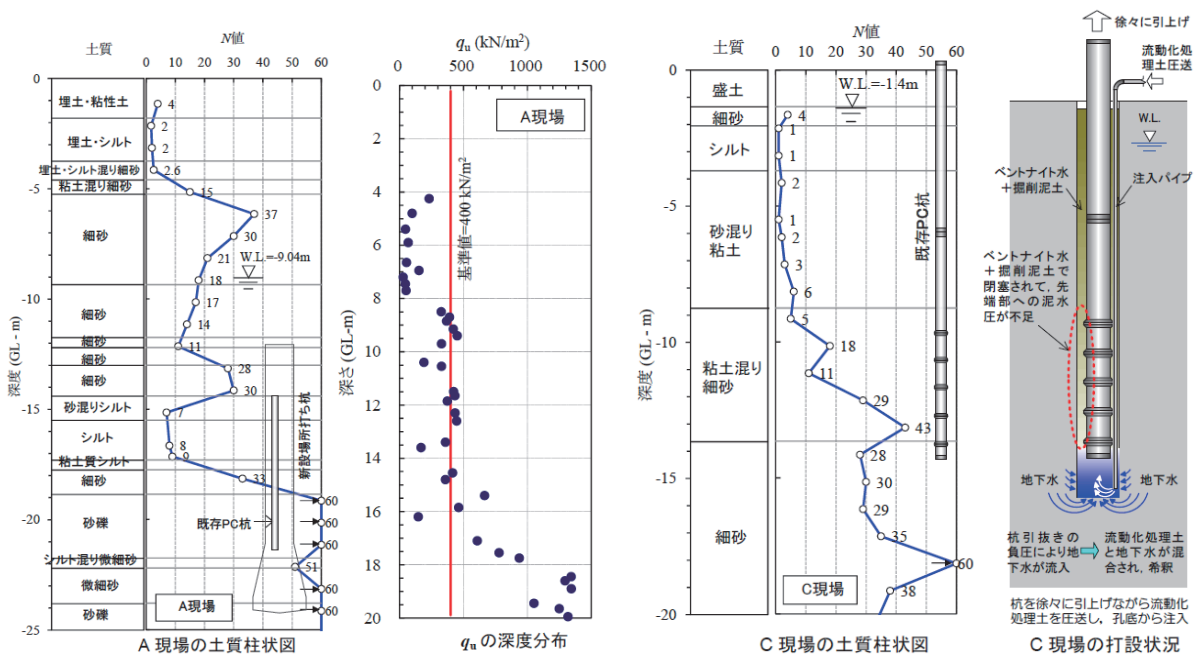 土質
N値
0 10 20 30 40 50 60
深度 (GL - m)
0
-5
-10
-15
-20
-25
埋土・粘性土
埋土・シルト
埋土・シルト混り細砂
粘土混り細砂
細砂
細砂
細砂
細砂
細砂
砂混りシルト
シルト
粘土質シルト
細砂
砂礫
シルト混り微細砂
微細砂
砂礫
4
2
2
2.6
15
37
30
21
W.L.=-9.04m
18
17
14
11
28
30
7
8
9
33
60
60
60
51
60
60
既存PC杭
新設場所打ち杭
A現場
A 現場の土質柱状図
qu (kN/m²)
0 500 1000 1500
深さ (GL-m)
0
2
4
6
8
10
12
14
16
18
20
A現場
基準値=400 kN/m²
qu の深度分布
土質
N値
0 10 20 30 40 50 60
深度 (GL - m)
0
-5
-10
-15
-20
盛土
細砂
シルト
砂混り
粘土
粘土混り
細砂
細砂
W.L.=-1.4m
4
1
1
2
1
2
3
6
5
18
11
29
43
28
30
29
35
60
38
既存PC杭
C現場
C 現場の土質柱状図
徐々に引上げ
流動化処
理土圧送
W.L.
ベントナイト水
＋掘削泥土
注入パイプ
ベントナイト水
＋掘削泥土で
閉塞されて，先
端部への泥水
圧が不足
地下水
地下水
杭引抜きの
負圧により地
下水が流入
流動化処理土
と地下水が混
合され，希釈
杭を徐々に引上げながら流動化
処理土を圧送し，孔底から注入
C 現場の打設状況